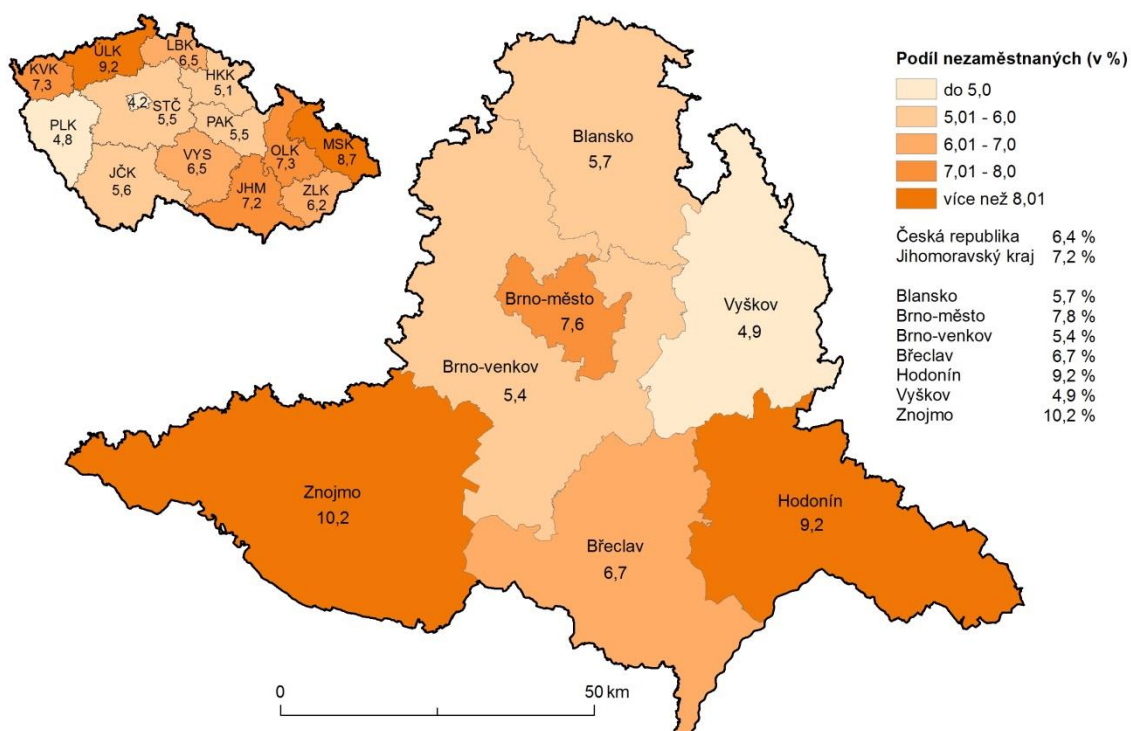 ÚLK
9,2
LBK
6,5
KVK
7,3
HKK
5,1
4,2
STČ
5,5
PLK
4,8
PAK
5,5
MSK
8,7
OLK
7,3
VYS
6,5
JČK
5,6
JHM
7,2
ZLK
6,2
Blansko
5,7
Brno-město
7,6
Vyškov
4,9
Brno-venkov
5,4
Znojmo
10,2
Hodonín
9,2
Břeclav
6,7
0 50 km
Podíl nezaměstnaných (v %)
do 5,0
5,01 - 6,0
6,01 - 7,0
7,01 - 8,0
více než 8,01
Česká republika 6,4 %
Jihomoravský kraj 7,2 %
Blansko 5,7 %
Brno-město 7,8 %
Brno-venkov 5,4 %
Břeclav 6,7 %
Hodonín 9,2 %
Vyškov 4,9 %
Znojmo 10,2 %